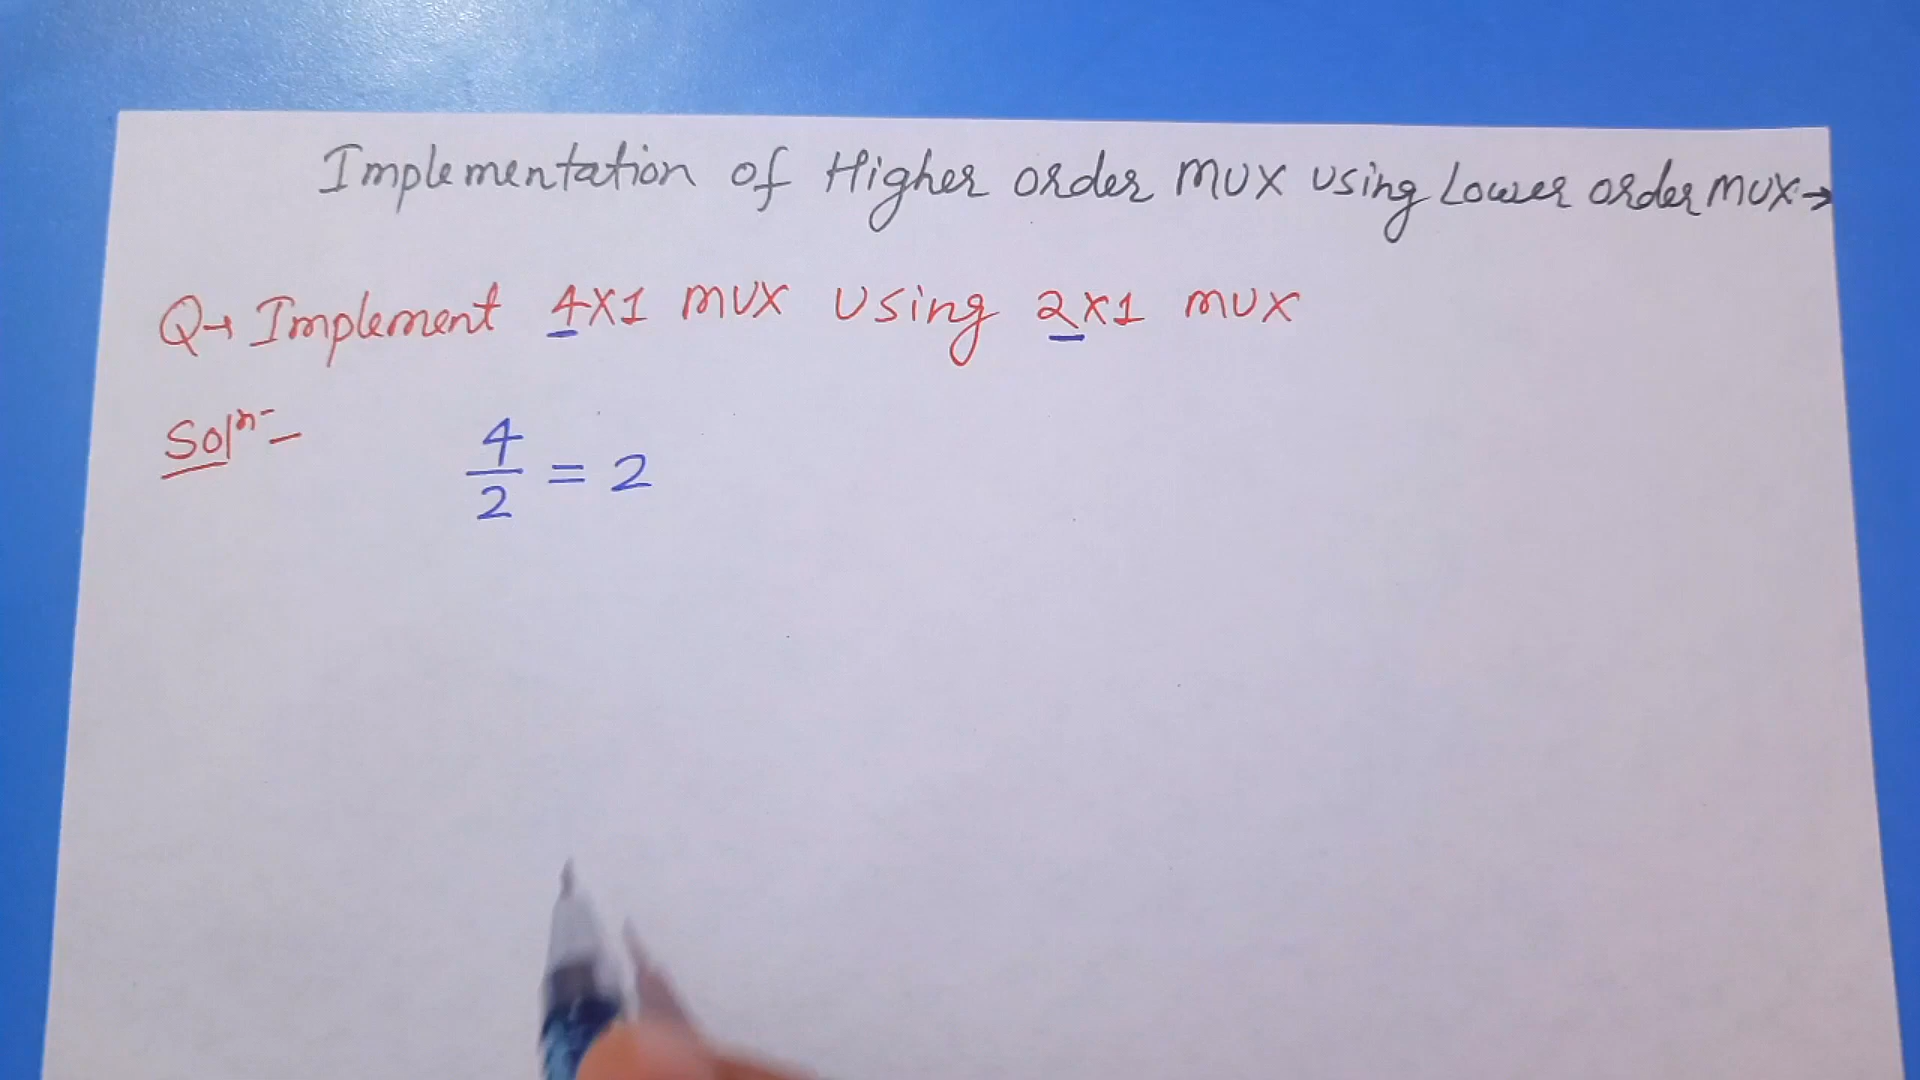 Implementation of Higher order MUX using Lower order MUX→
Q→ Implement 4X1 MUX Using 2X1 MUX
Solⁿ-
4/2 = 2